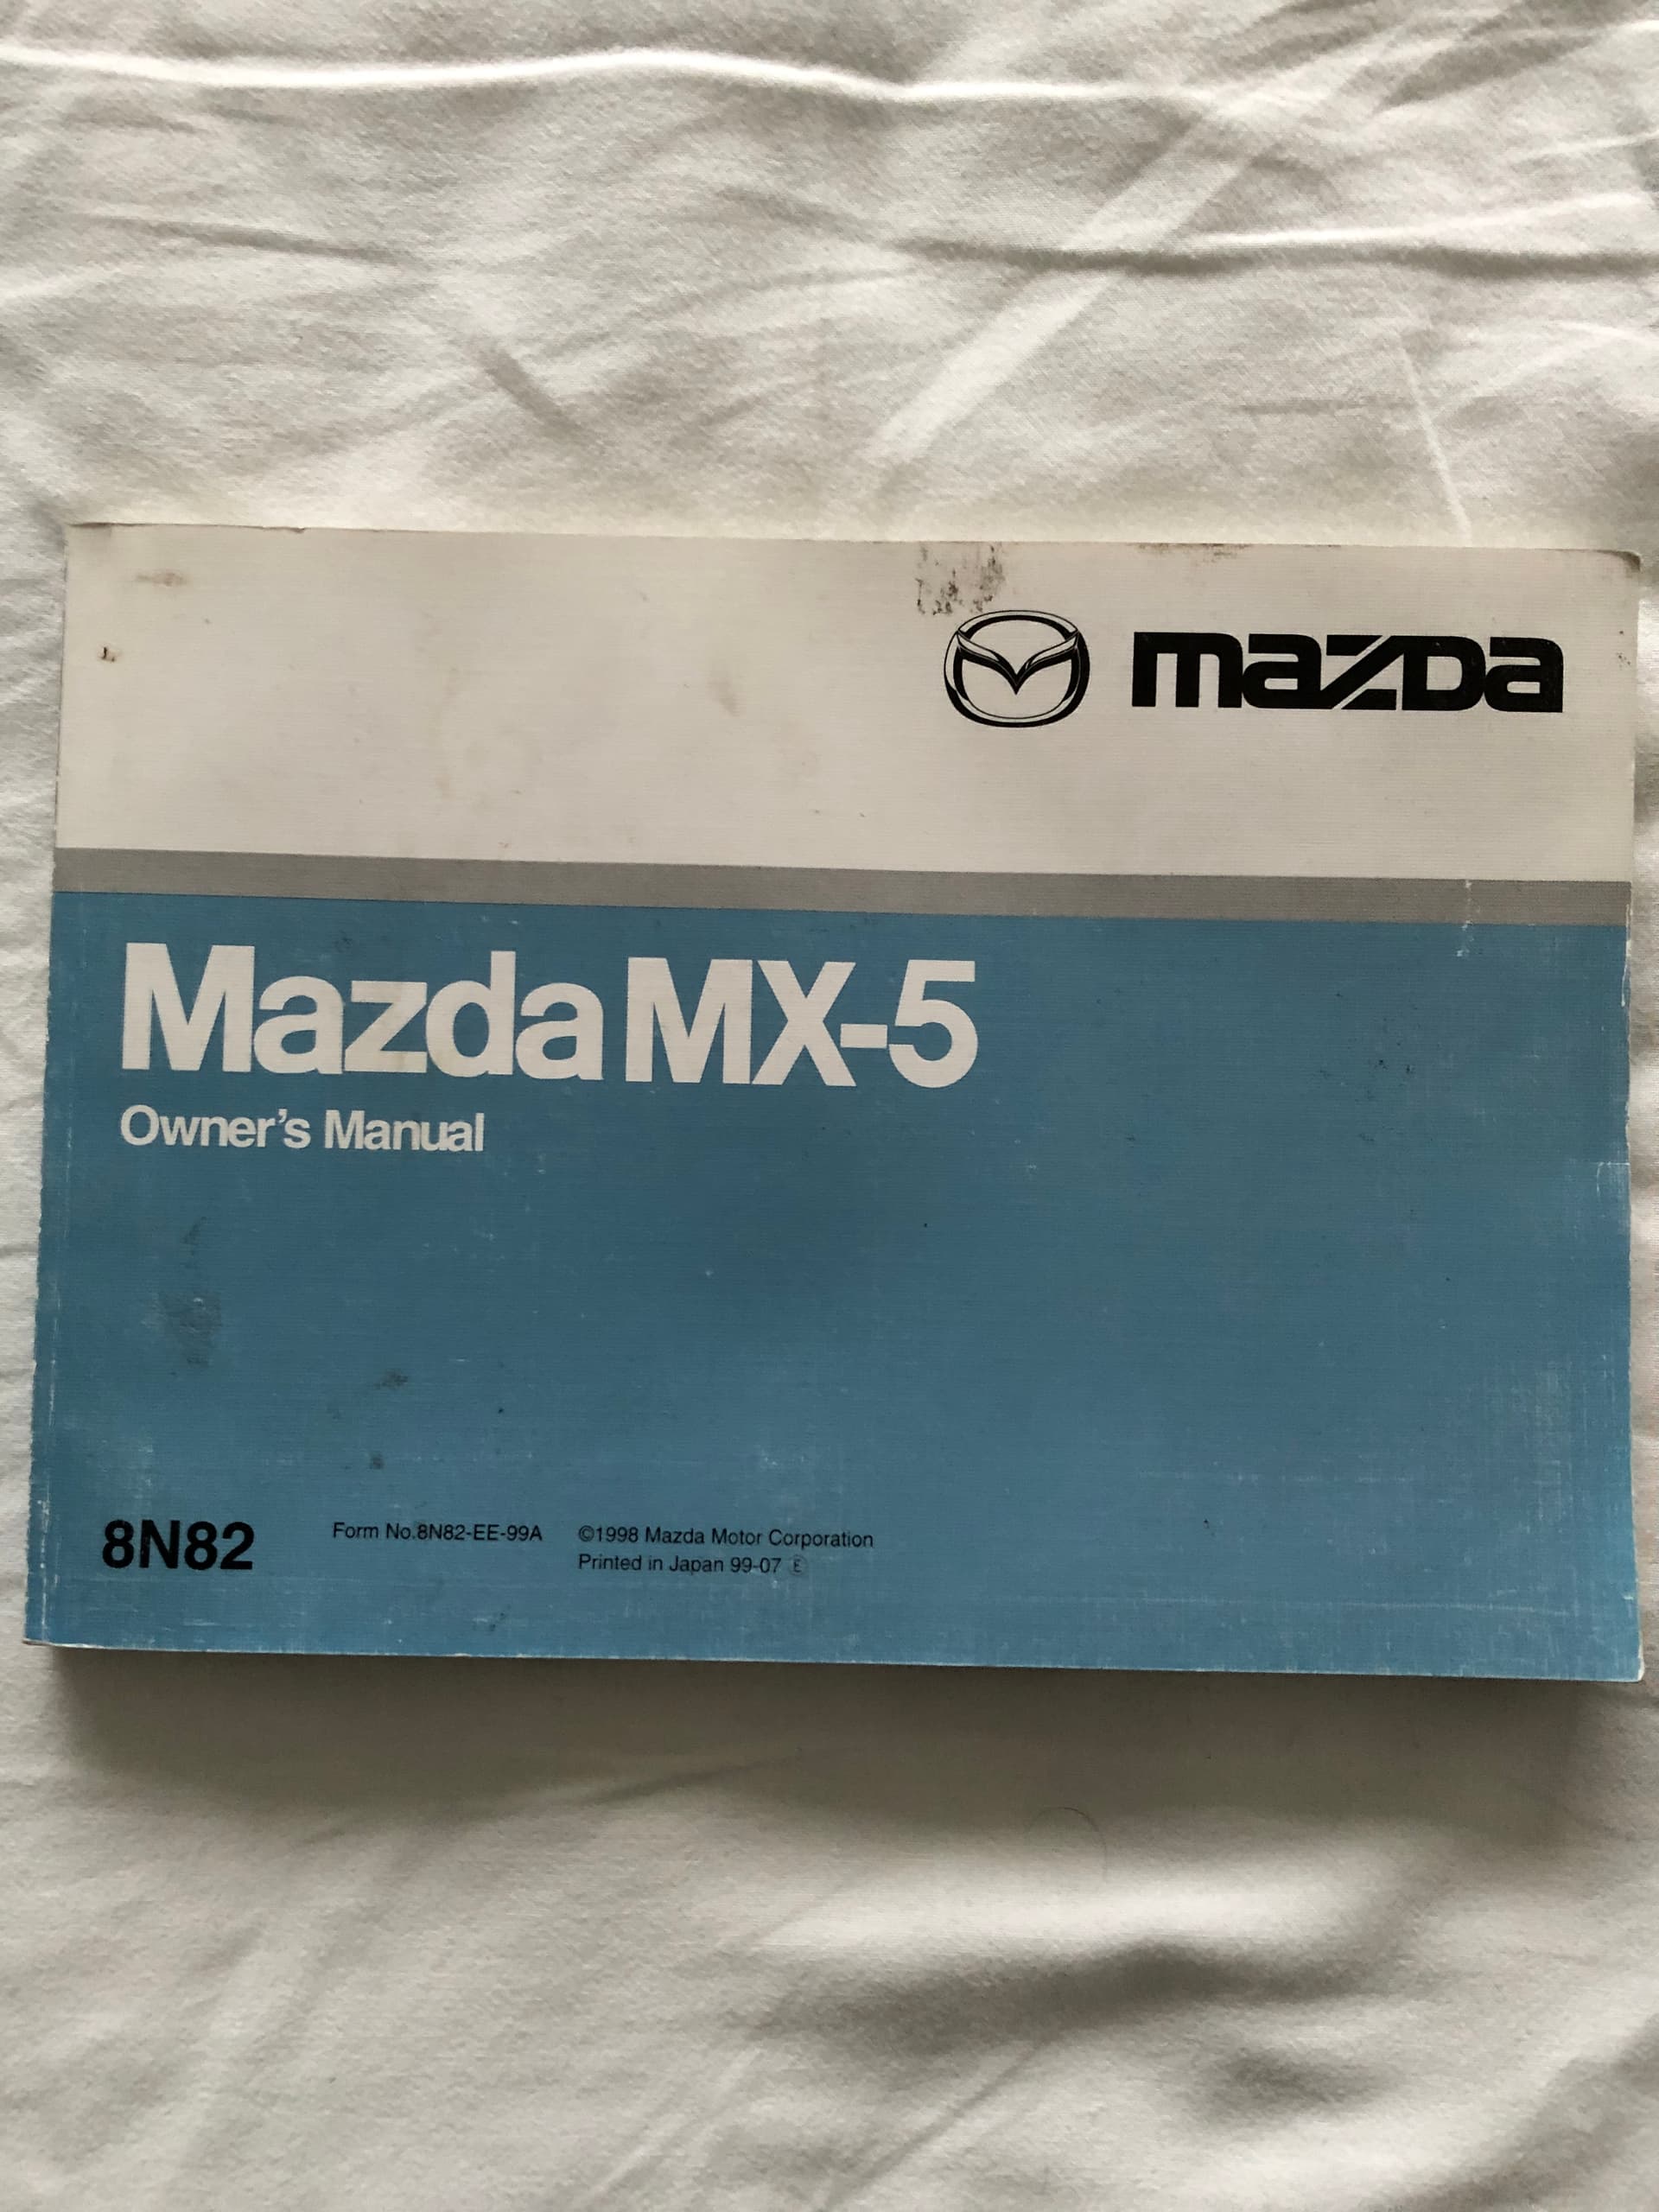 mazda
Mazda MX-5
Owner's Manual
8N82 Form No.8N82-EE-99A ©1998 Mazda Motor Corporation
Printed in Japan 99-07 Ⓔ